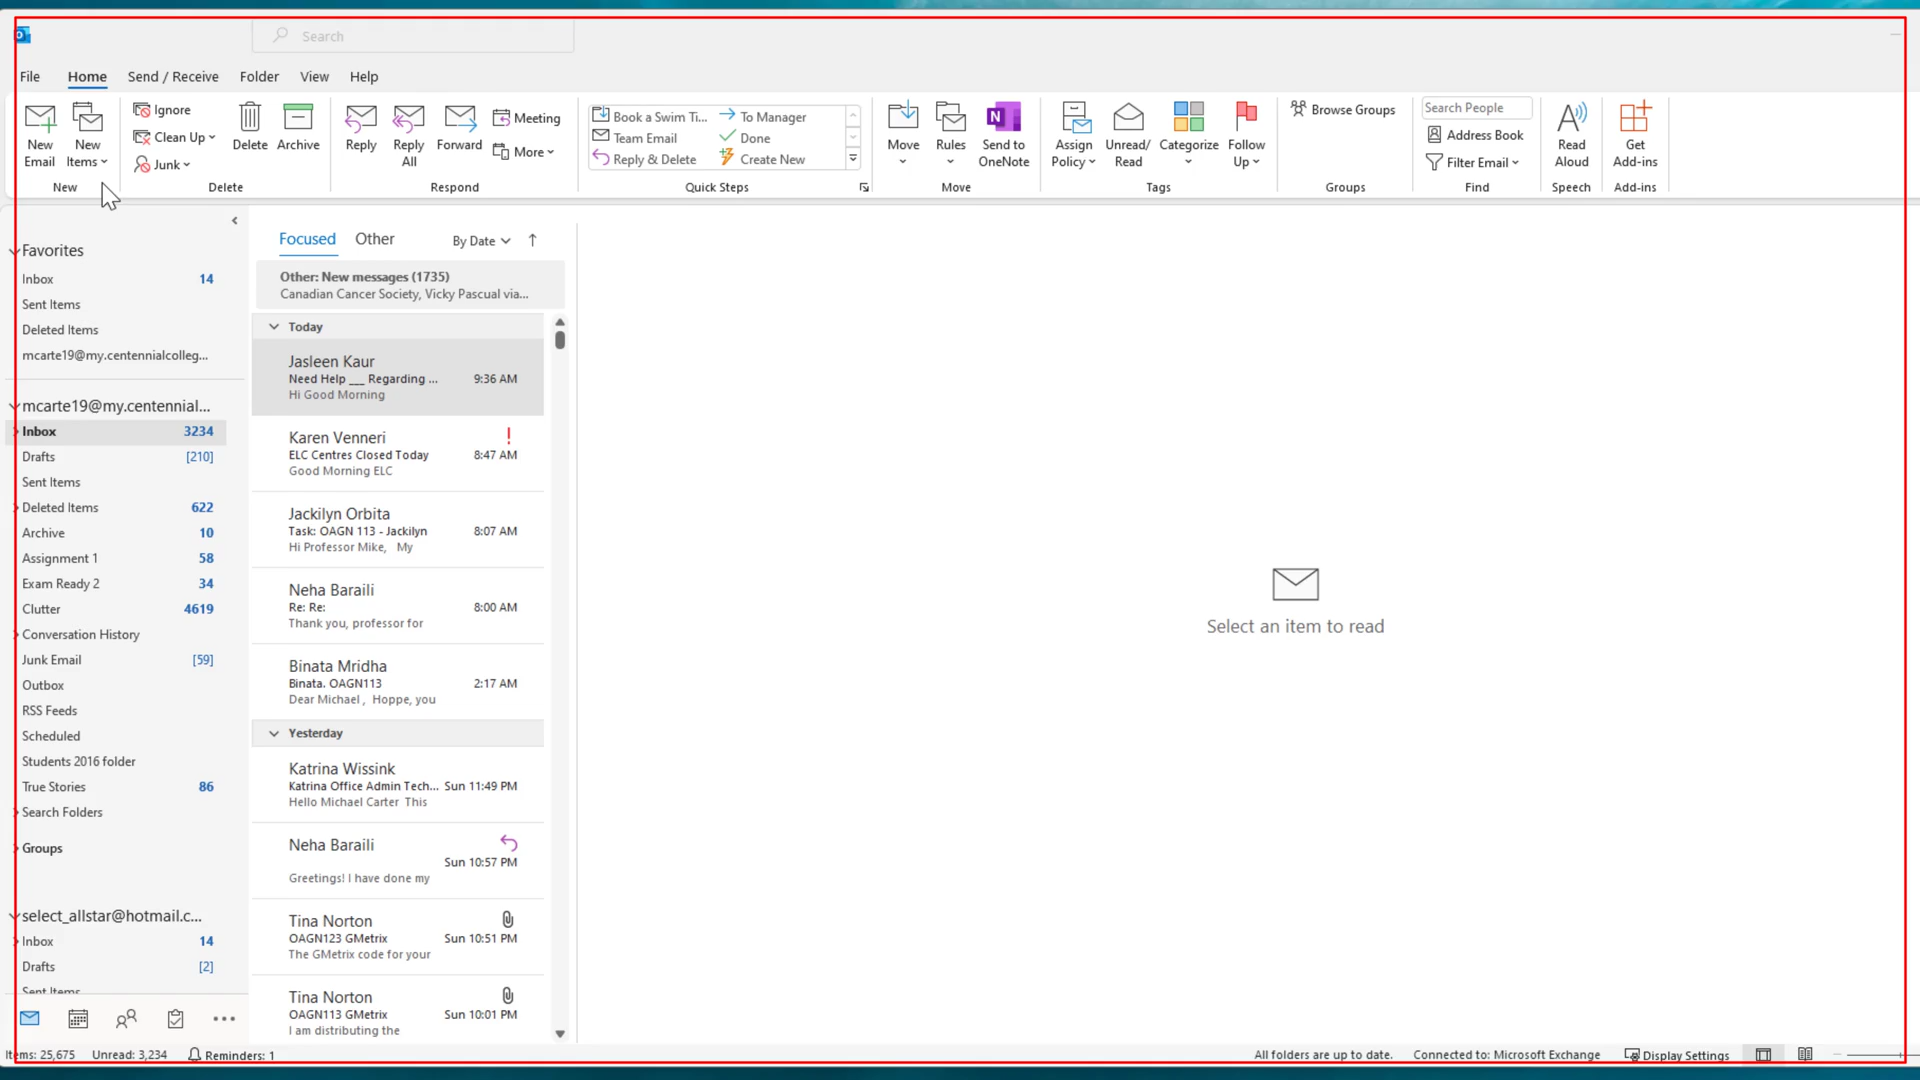 Search
File Home Send / Receive Folder View Help
New Email
New Items
New
Ignore
Clean Up
Junk
Delete
Archive
Delete
Reply
Reply All
Forward
Meeting
More
Respond
Book a Swim Ti...
Team Email
Reply & Delete
To Manager
Done
Create New
Quick Steps
Move
Rules
Send to OneNote
Move
Assign Policy
Unread/ Read
Categorize
Follow Up
Tags
Browse Groups
Groups
Search People
Address Book
Filter Email
Find
Read Aloud
Speech
Get Add-ins
Add-ins
Favorites
Inbox 14
Sent Items
Deleted Items
mcarte19@my.centennialcolleg...
mcarte19@my.centennial...
Inbox 3234
Drafts [210]
Sent Items
Deleted Items 622
Archive 10
Assignment 1 58
Exam Ready 2 34
Clutter 4619
Conversation History
Junk Email [59]
Outbox
RSS Feeds
Scheduled
Students 2016 folder
True Stories 86
Search Folders
Groups
select_allstar@hotmail.c...
Inbox 14
Drafts [2]
Sent Items
Focused Other By Date
Other: New messages (1735)
Canadian Cancer Society, Vicky Pascual via...
Today
Jasleen Kaur
Need Help ___ Regarding ... 9:36 AM
Hi Good Morning
Karen Venneri
ELC Centres Closed Today 8:47 AM
Good Morning ELC
Jackilyn Orbita
Task: OAGN 113 - Jackilyn 8:07 AM
Hi Professor Mike, My
Neha Baraili
Re: Re: 8:00 AM
Thank you, professor for
Binata Mridha
Binata. OAGN113 2:17 AM
Dear Michael , Hoppe, you
Yesterday
Katrina Wissink
Katrina Office Admin Tech... Sun 11:49 PM
Hello Michael Carter This
Neha Baraili
Sun 10:57 PM
Greetings! I have done my
Tina Norton
OAGN123 GMetrix Sun 10:51 PM
The GMetrix code for your
Tina Norton
OAGN113 GMetrix Sun 10:01 PM
I am distributing the
Select an item to read
Items: 25,675 Unread: 3,234 Reminders: 1
All folders are up to date. Connected to: Microsoft Exchange Display Settings